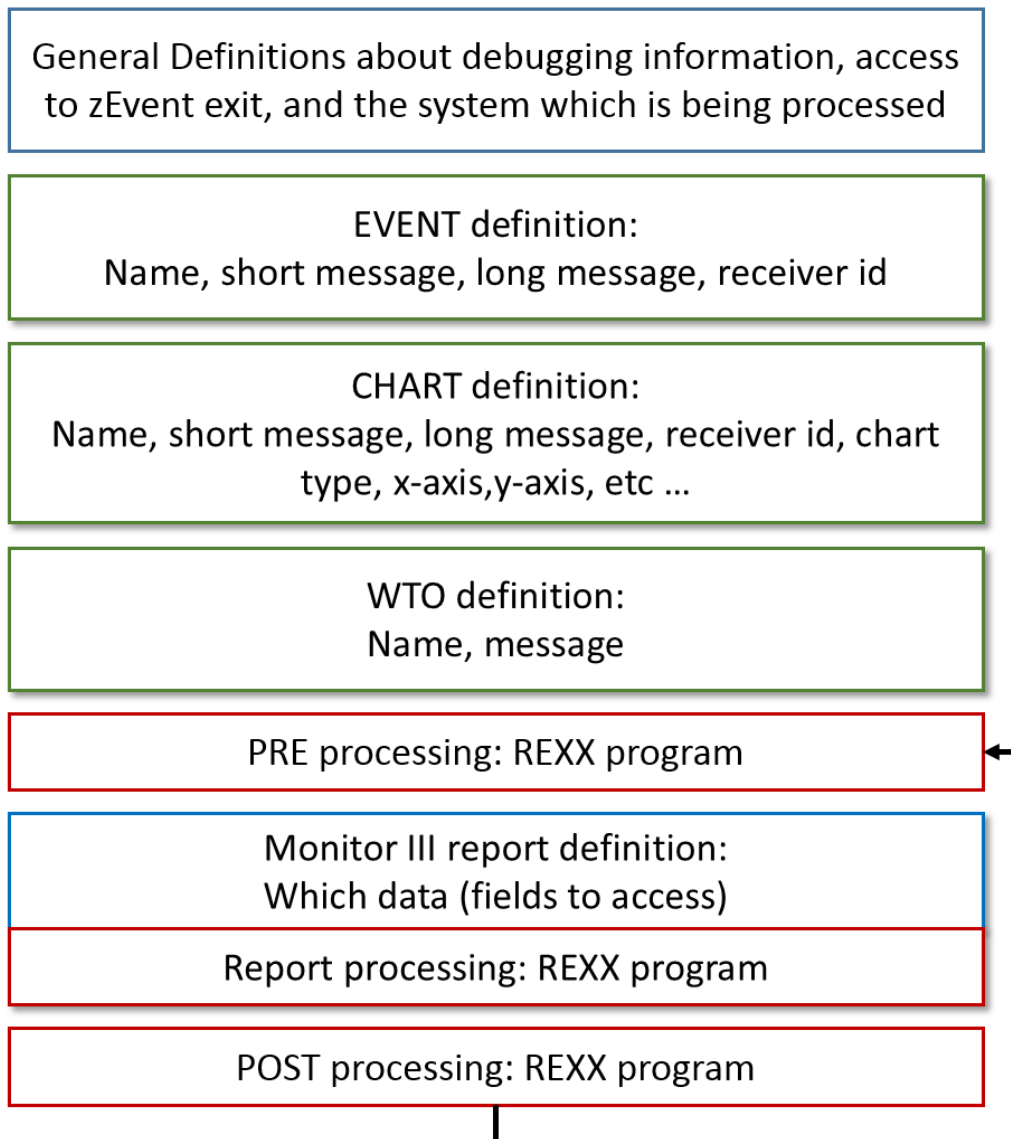 General Definitions about debugging information, access
to zEvent exit, and the system which is being processed
EVENT definition:
Name, short message, long message, receiver id
CHART definition:
Name, short message, long message, receiver id, chart
type, x-axis,y-axis, etc ...
WTO definition:
Name, message
PRE processing: REXX program
Monitor III report definition:
Which data (fields to access)
Report processing: REXX program
POST processing: REXX program